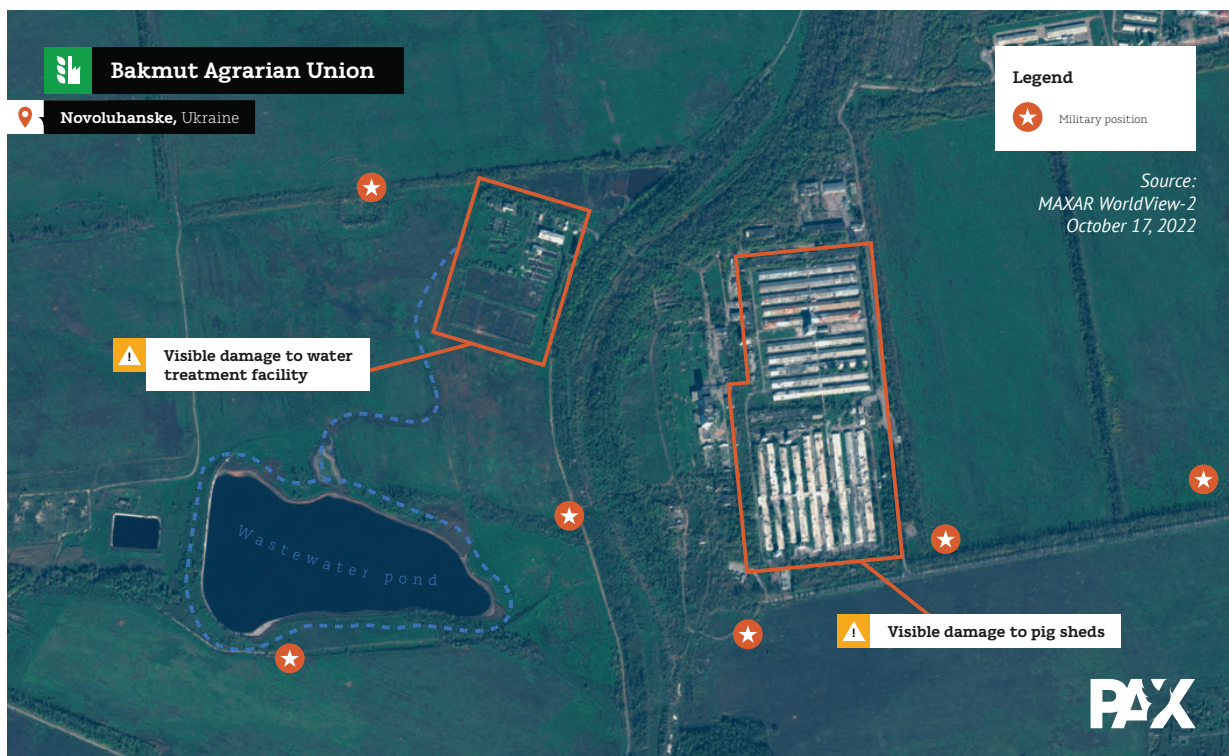 Bakmut Agrarian Union
Novoluhanske, Ukraine
Legend
Military position
Source:
MAXAR WorldView-2
October 17, 2022
Visible damage to water
treatment facility
Wastewater pond
Visible damage to pig sheds
PAX